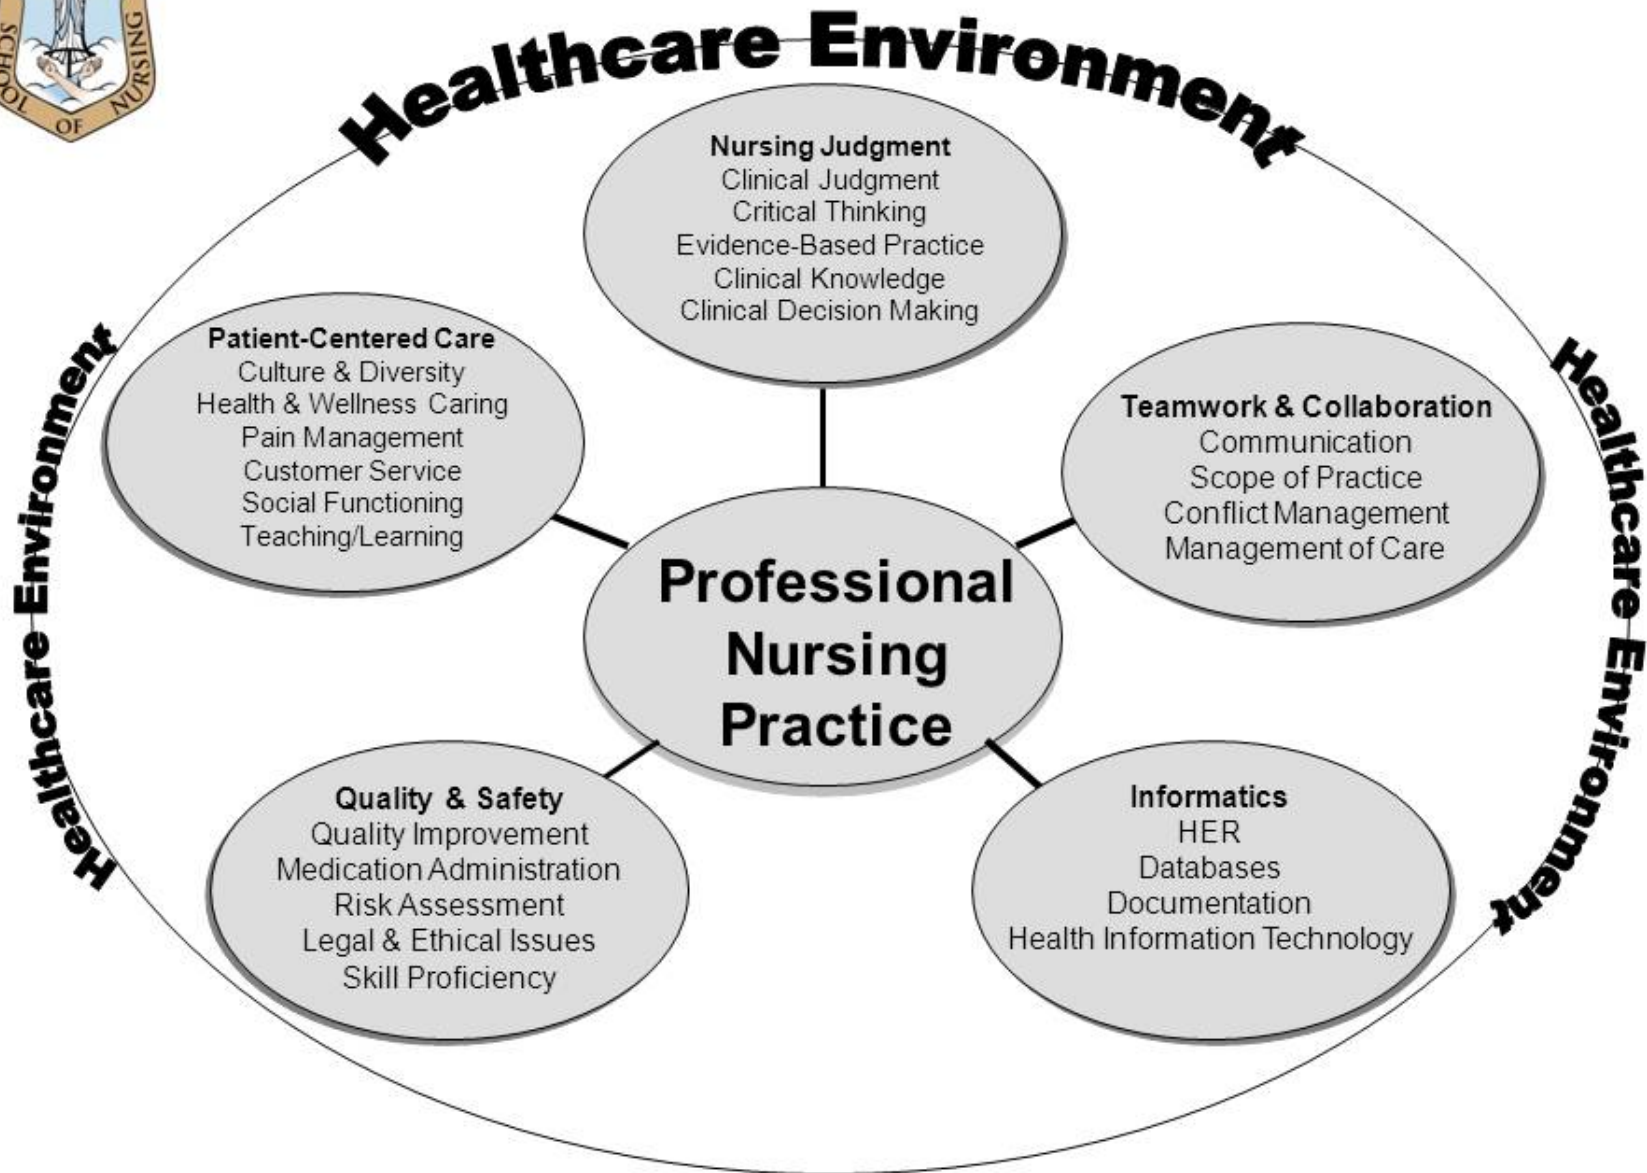 SCHOOL OF NURSING
Healthcare Environment
Nursing Judgment
Clinical Judgment
Critical Thinking
Evidence-Based Practice
Clinical Knowledge
Clinical Decision Making
Patient-Centered Care
Culture & Diversity
Health & Wellness Caring
Pain Management
Customer Service
Social Functioning
Teaching/Learning
Teamwork & Collaboration
Communication
Scope of Practice
Conflict Management
Management of Care
Healthcare Environment
Healthcare Environment
Professional
Nursing
Practice
Quality & Safety
Quality Improvement
Medication Administration
Risk Assessment
Legal & Ethical Issues
Skill Proficiency
Informatics
HER
Databases
Documentation
Health Information Technology